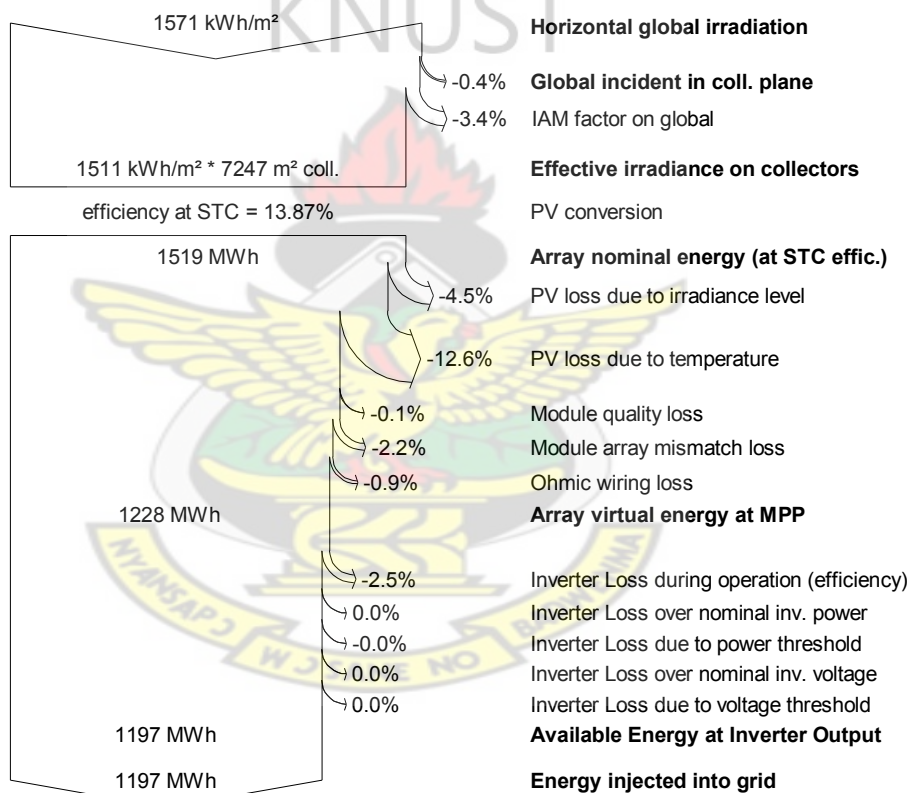 KNUST
1571 kWh/m² Horizontal global irradiation
-0.4% Global incident in coll. plane
-3.4% IAM factor on global
1511 kWh/m² * 7247 m² coll. Effective irradiance on collectors
efficiency at STC = 13.87% PV conversion
1519 MWh Array nominal energy (at STC effic.)
-4.5% PV loss due to irradiance level
-12.6% PV loss due to temperature
-0.1% Module quality loss
-2.2% Module array mismatch loss
-0.9% Ohmic wiring loss
1228 MWh Array virtual energy at MPP
-2.5% Inverter Loss during operation (efficiency)
0.0% Inverter Loss over nominal inv. power
-0.0% Inverter Loss due to power threshold
0.0% Inverter Loss over nominal inv. voltage
0.0% Inverter Loss due to voltage threshold
1197 MWh Available Energy at Inverter Output
1197 MWh Energy injected into grid
NYANSAPƆ
WƆSANE NO